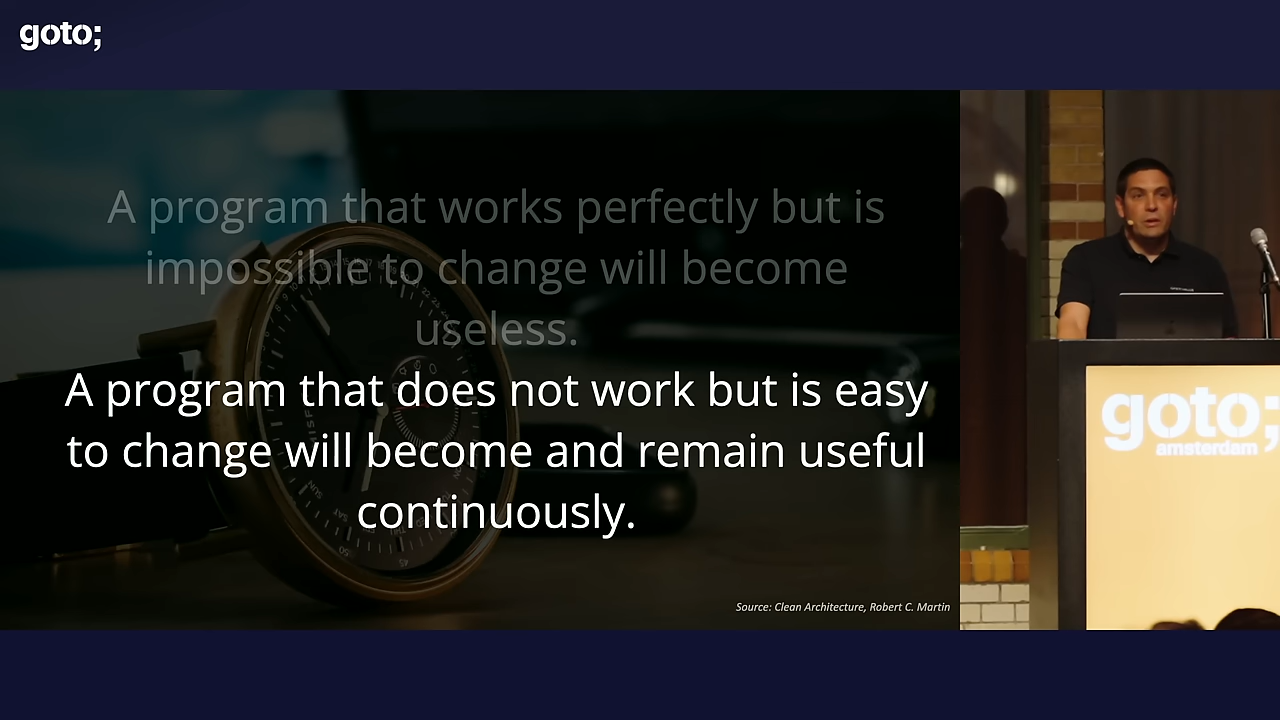 goto;
A program that works perfectly but is
impossible to change will become
useless.
A program that does not work but is easy
to change will become and remain useful
continuously.
Source: Clean Architecture, Robert C. Martin
goto;
amsterdam